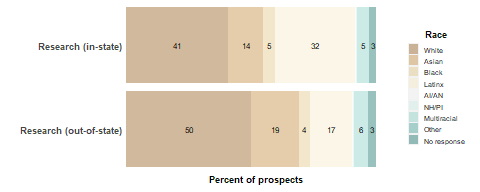 Research (in-state)
41 14 5 32 5 3
Research (out-of-state)
50 19 4 17 6 3
Percent of prospects
Race
White
Asian
Black
Latinx
AI/AN
NH/PI
Multiracial
Other
No response